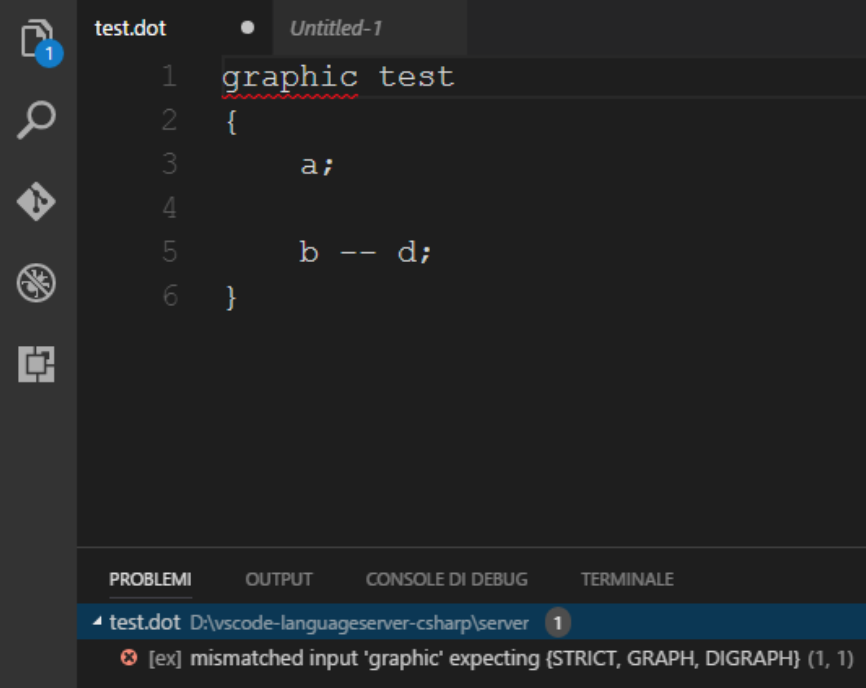 test.dot ● Untitled-1
1
1 graphic test
2 {
3 a;
4
5 b -- d;
6 }
PROBLEMI OUTPUT CONSOLE DI DEBUG TERMINALE
test.dot D:\vscode-languageserver-csharp\server 1
[ex] mismatched input 'graphic' expecting {STRICT, GRAPH, DIGRAPH} (1, 1)